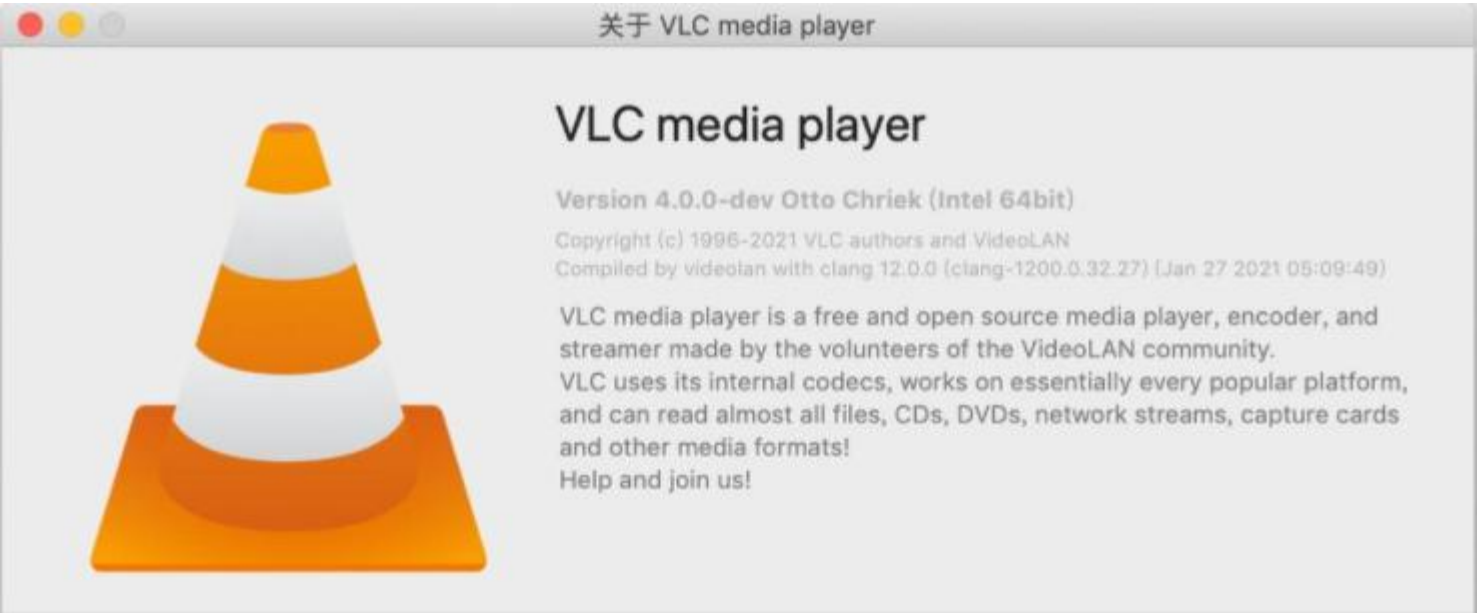 关于 VLC media player
VLC media player
Version 4.0.0-dev Otto Chriek (Intel 64bit)
Copyright (c) 1996-2021 VLC authors and VideoLAN
Compiled by videolan with clang 12.0.0 (clang-1200.0.32.27) (Jan 27 2021 05:09:49)
VLC media player is a free and open source media player, encoder, and
streamer made by the volunteers of the VideoLAN community.
VLC uses its internal codecs, works on essentially every popular platform,
and can read almost all files, CDs, DVDs, network streams, capture cards
and other media formats!
Help and join us!